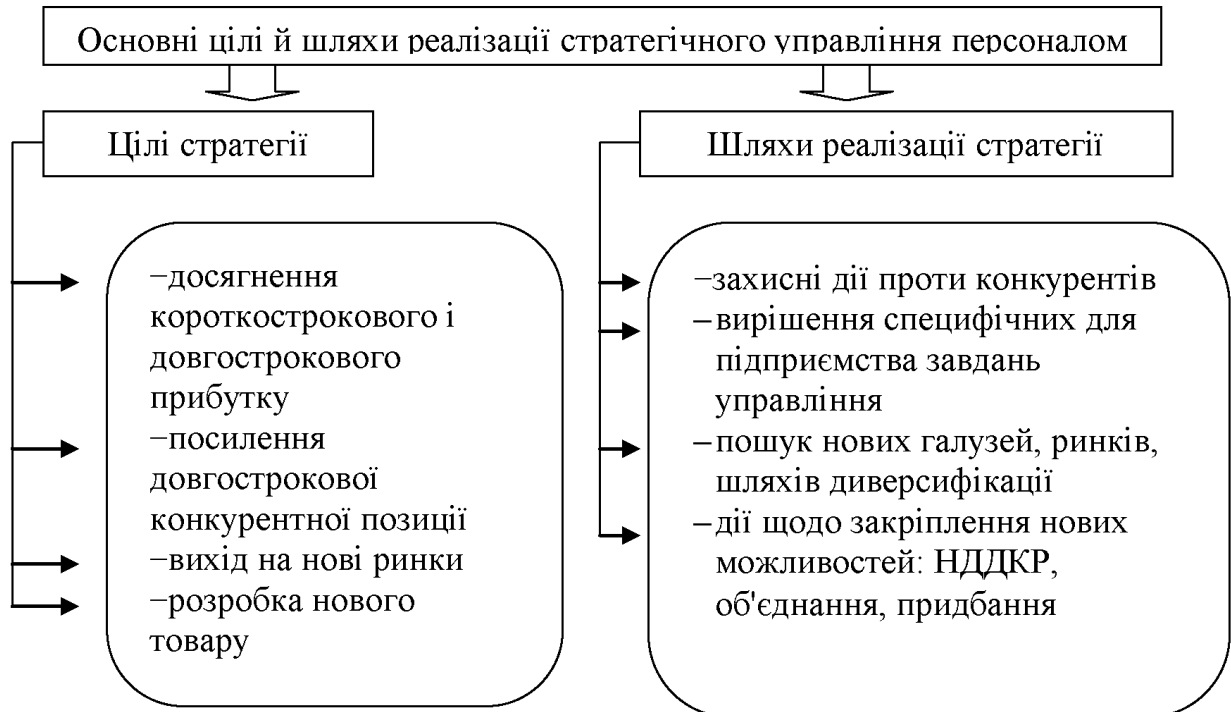 Основні цілі й шляхи реалізації стратегічного управління персоналом
Цілі стратегії
−досягнення
короткострокового і
довгострокового
прибутку
−посилення
довгострокової
конкурентної позиції
−вихід на нові ринки
−розробка нового
товару
Шляхи реалізації стратегії
−захисні дії проти конкурентів
−вирішення специфічних для
підприємства завдань
управління
−пошук нових галузей, ринків,
шляхів диверсифікації
−дії щодо закріплення нових
можливостей: НДДКР,
об'єднання, придбання